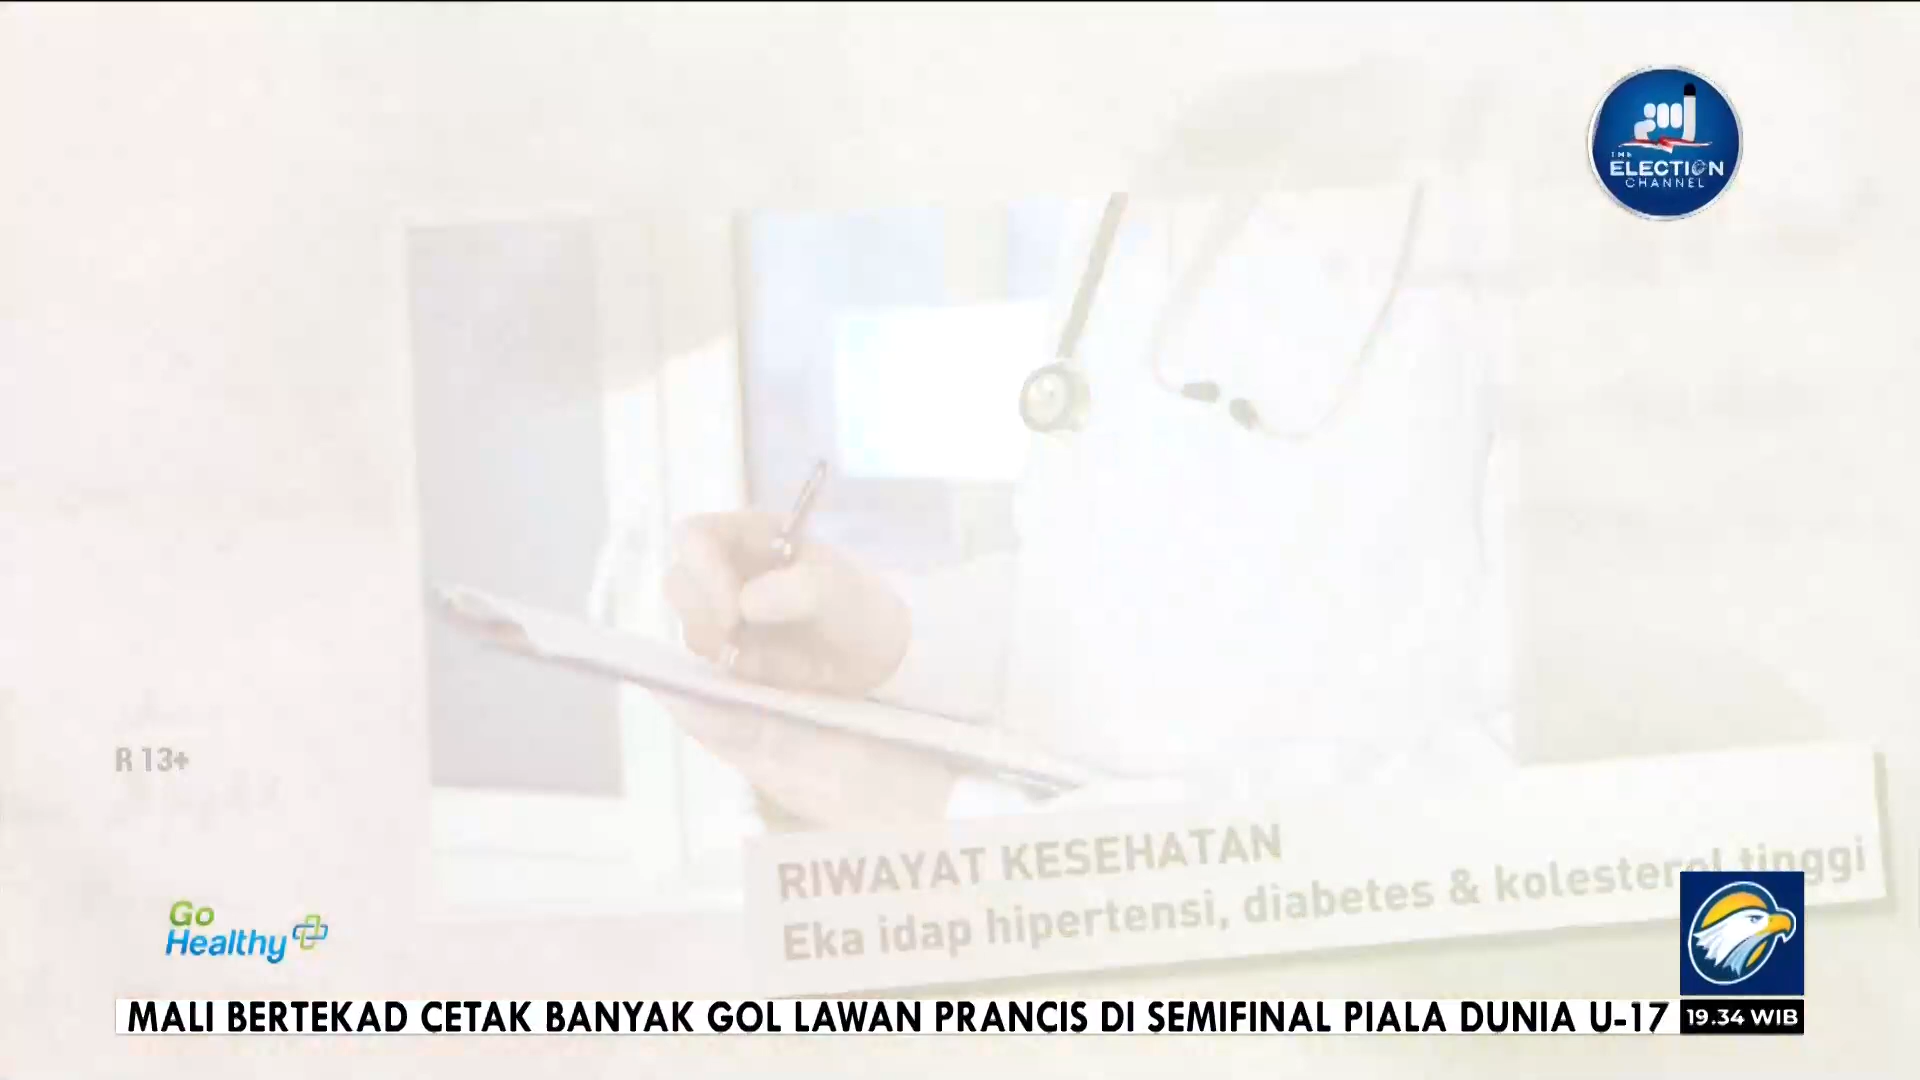 THE
ELECTION
CHANNEL
R 13+
RIWAYAT KESEHATAN
Eka idap hipertensi, diabetes & kolesterol tinggi
Go
Healthy
MALI BERTEKAD CETAK BANYAK GOL LAWAN PRANCIS DI SEMIFINAL PIALA DUNIA U-17
19.34 WIB